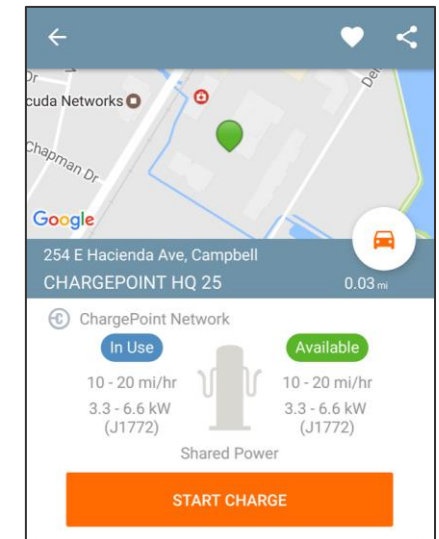 Dr
cuda Networks
Del
Chapman Dr
Google
254 E Hacienda Ave, Campbell
CHARGEPOINT HQ 25 0.03 mi
ChargePoint Network
In Use Available
10 - 20 mi/hr 10 - 20 mi/hr
3.3 - 6.6 kW 3.3 - 6.6 kW
(J1772) (J1772)
Shared Power
START CHARGE